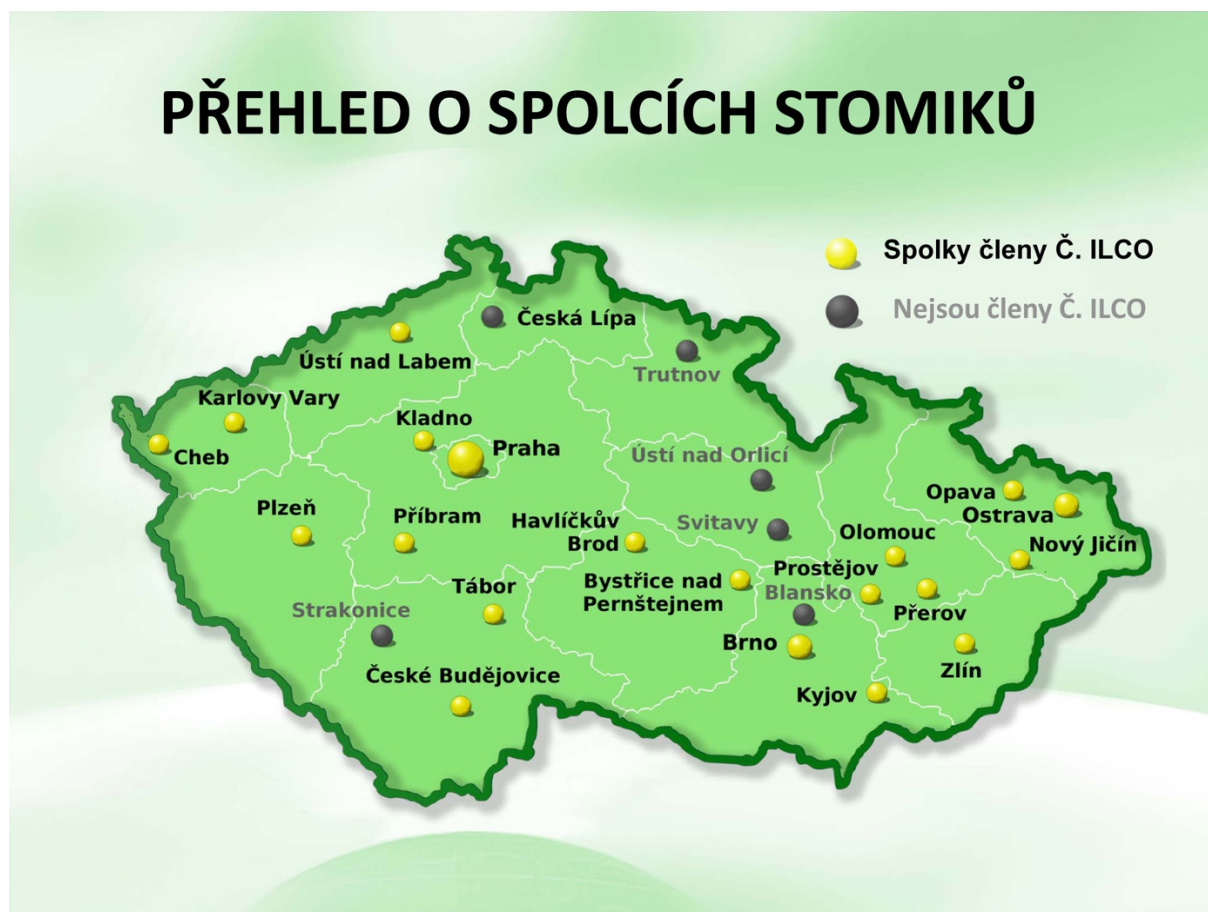 PŘEHLED O SPOLCÍCH STOMIKŮ
Spolky členy Č. ILCO
Nejsou členy Č. ILCO
Česká Lípa
Ústí nad Labem
Trutnov
Karlovy Vary
Kladno
Cheb
Praha
Ústí nad Orlicí
Plzeň
Příbram
Havlíčkův
Brod
Svitavy
Opava
Ostrava
Olomouc
Nový Jičín
Prostějov
Bystřice nad
Pernštejnem
Blansko
Tábor
Přerov
Strakonice
Brno
Zlín
České Budějovice
Kyjov